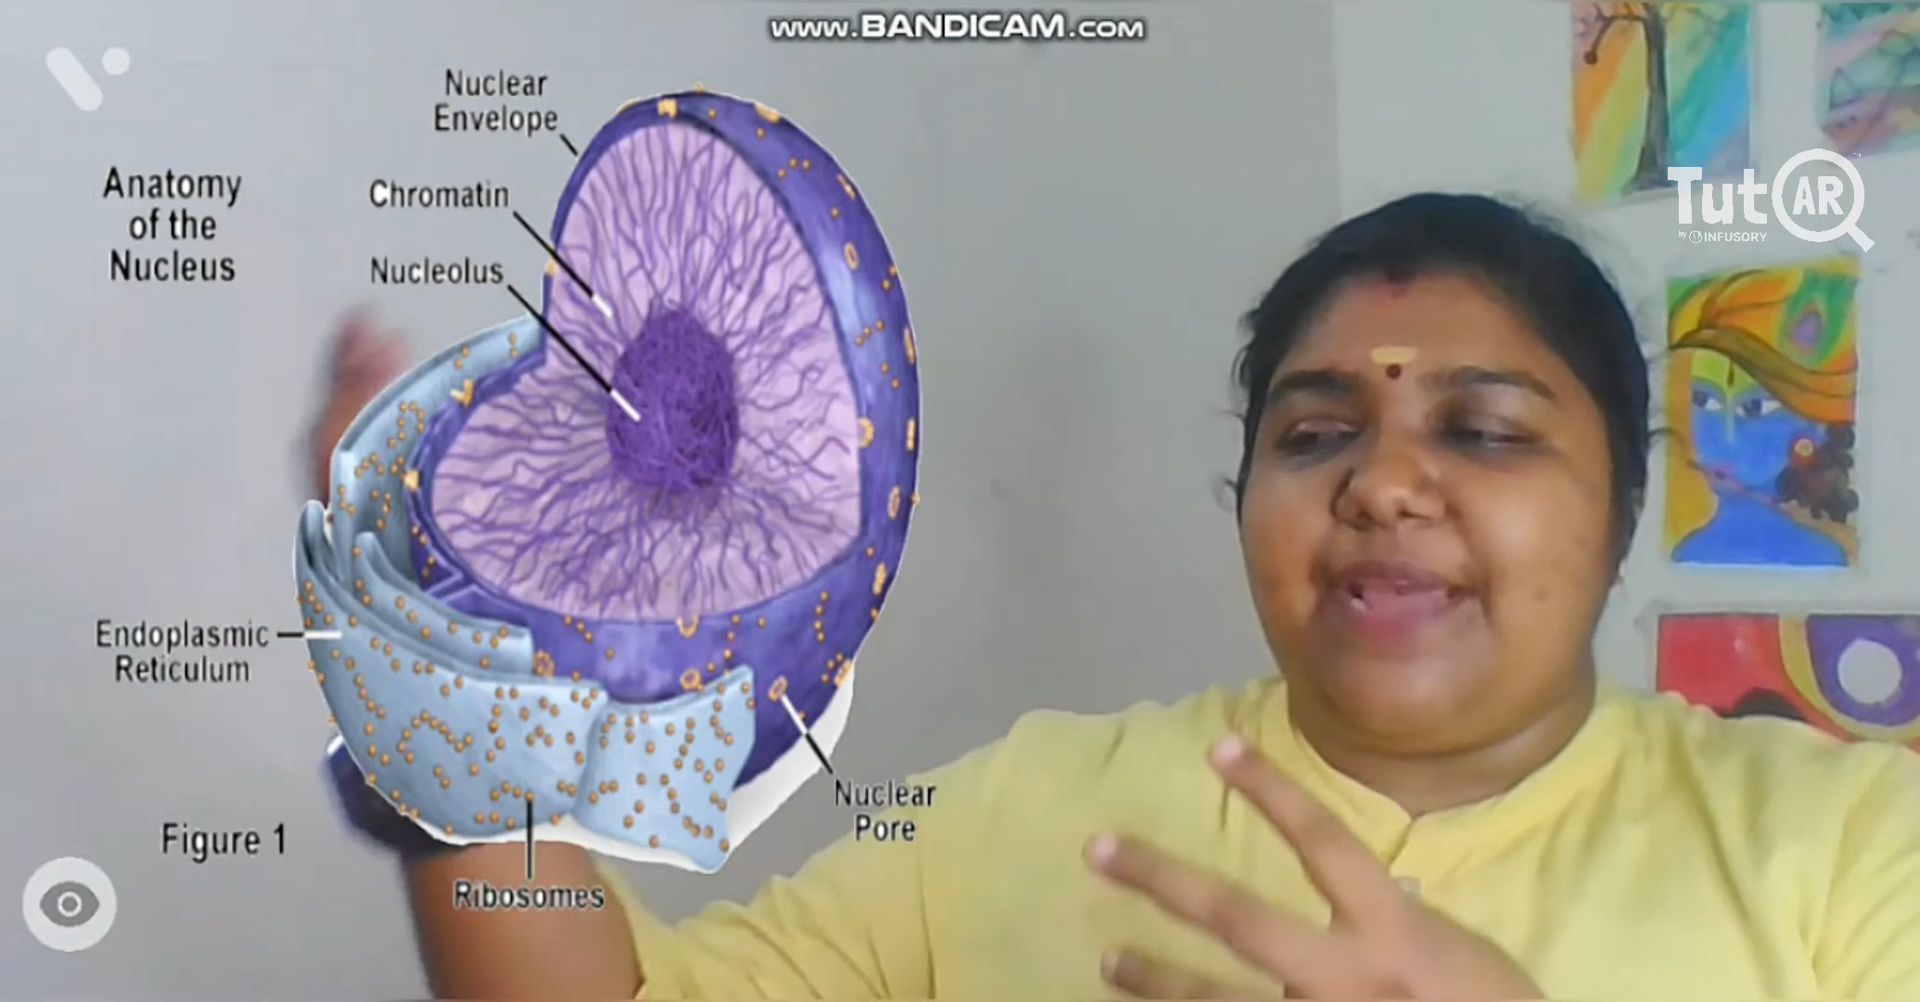 www.BANDICAM.com
Nuclear
Envelope
Anatomy
of the
Nucleus
Chromatin
Nucleolus
TutAR
by INFUSORY
Endoplasmic
Reticulum
Nuclear
Pore
Figure 1
Ribosomes